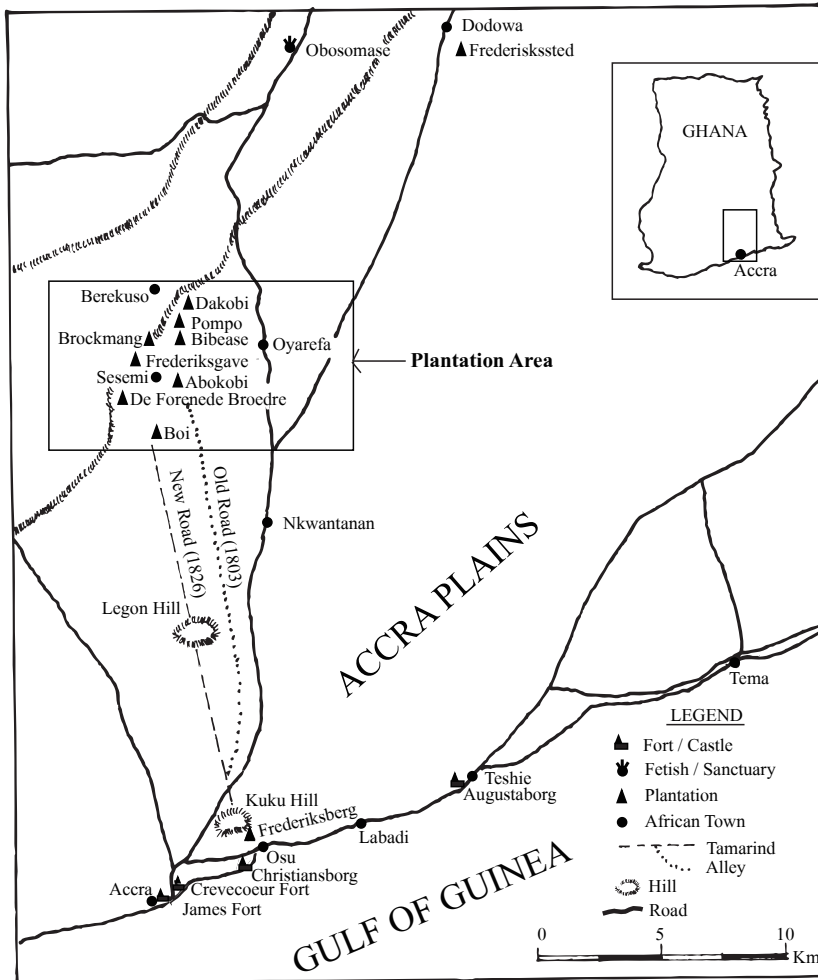 Dodowa
Frederiskssted
Obosomase
GHANA
Accra
Berekuso
Dakobi
Pompo
Brockmang
Bibease
Oyarefa
Frederiksgave
Plantation Area
Sesemi
Abokobi
De Forenede Broedre
Boi
New Road (1826)
Old Road (1803)
Nkwantanan
Legon Hill
ACCRA PLAINS
Tema
LEGEND
Fort / Castle
Fetish / Sanctuary
Plantation
African Town
Tamarind
Alley
Hill
Road
Teshie
Augustaborg
Kuku Hill
Frederiksberg
Labadi
Osu
Christiansborg
Accra
Crevecoeur Fort
James Fort
GULF OF GUINEA
0 5 10
Km